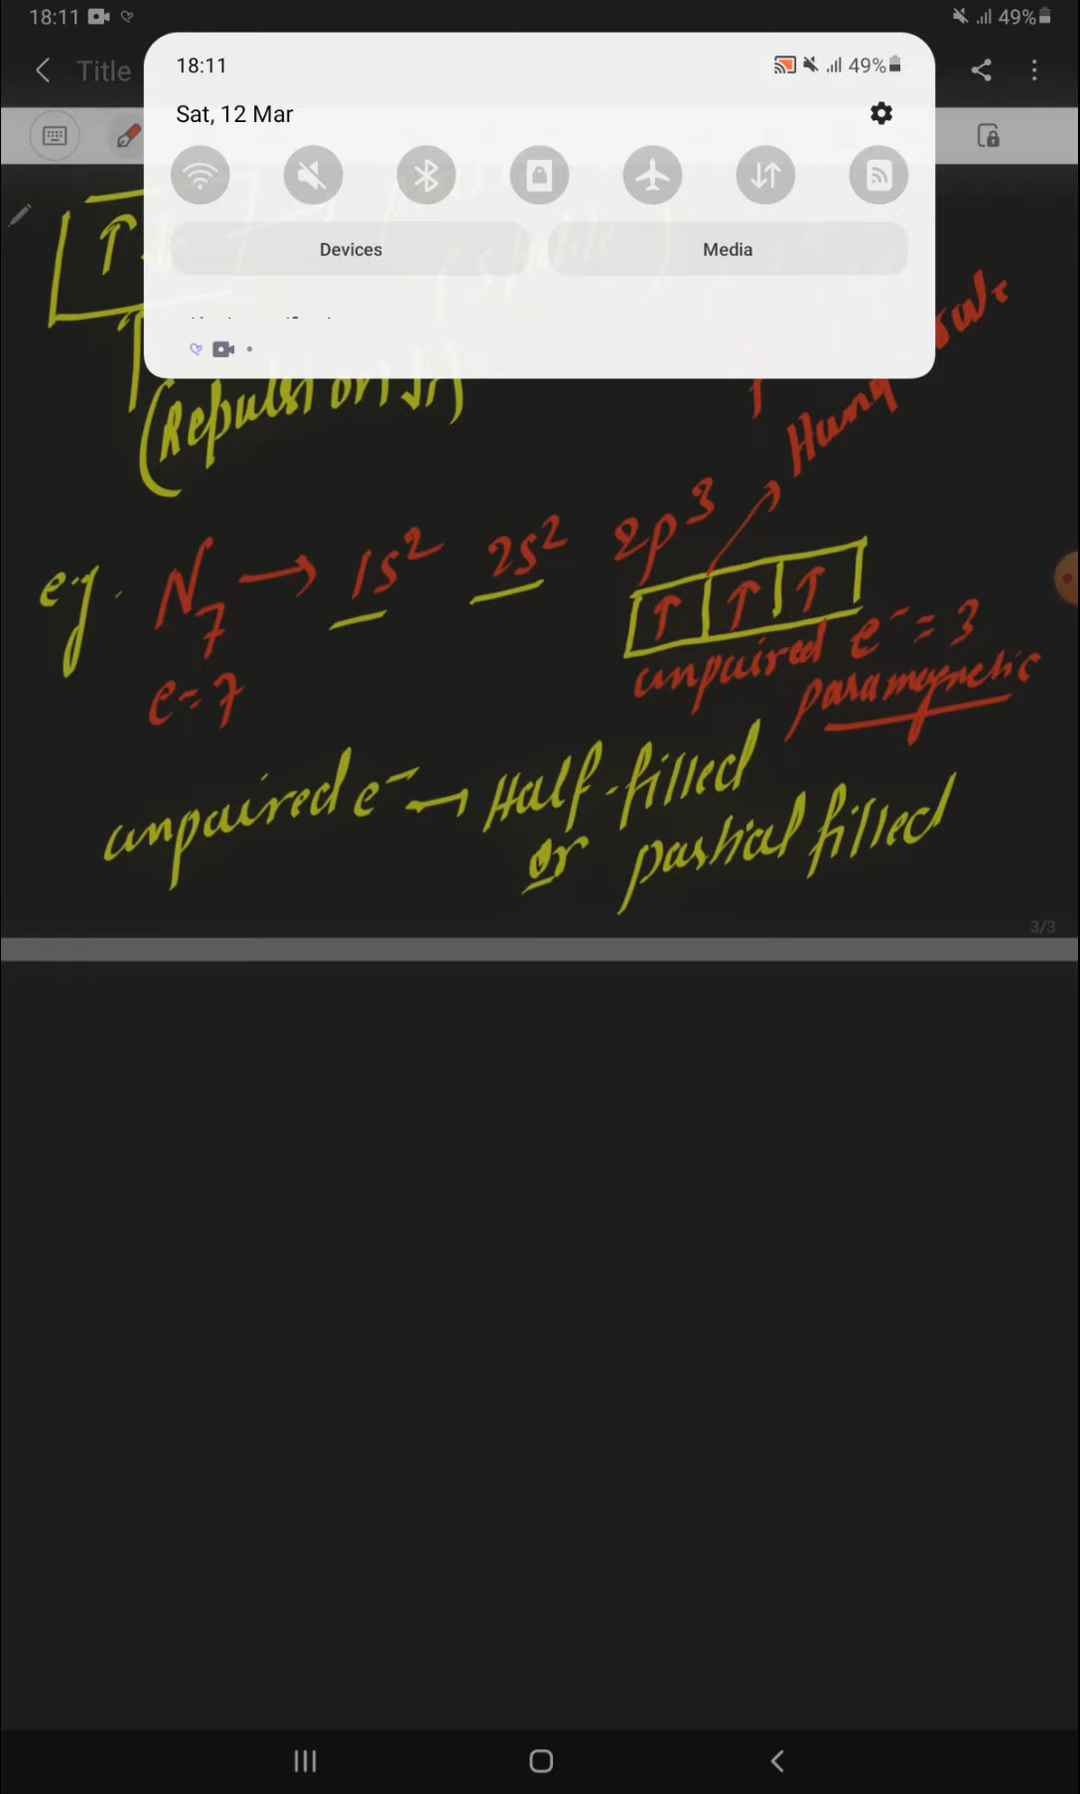 18:11 49%
Title
18:11 49%
Sat, 12 Mar
Devices Media
(Repulsion
e.g. N7 → 1s² 2s² 2p³
e=7
↑ ↑ ↑
unpaired e⁻ = 3
paramagnetic
unpaired e⁻ → Half-filled
or partial filled
3/3